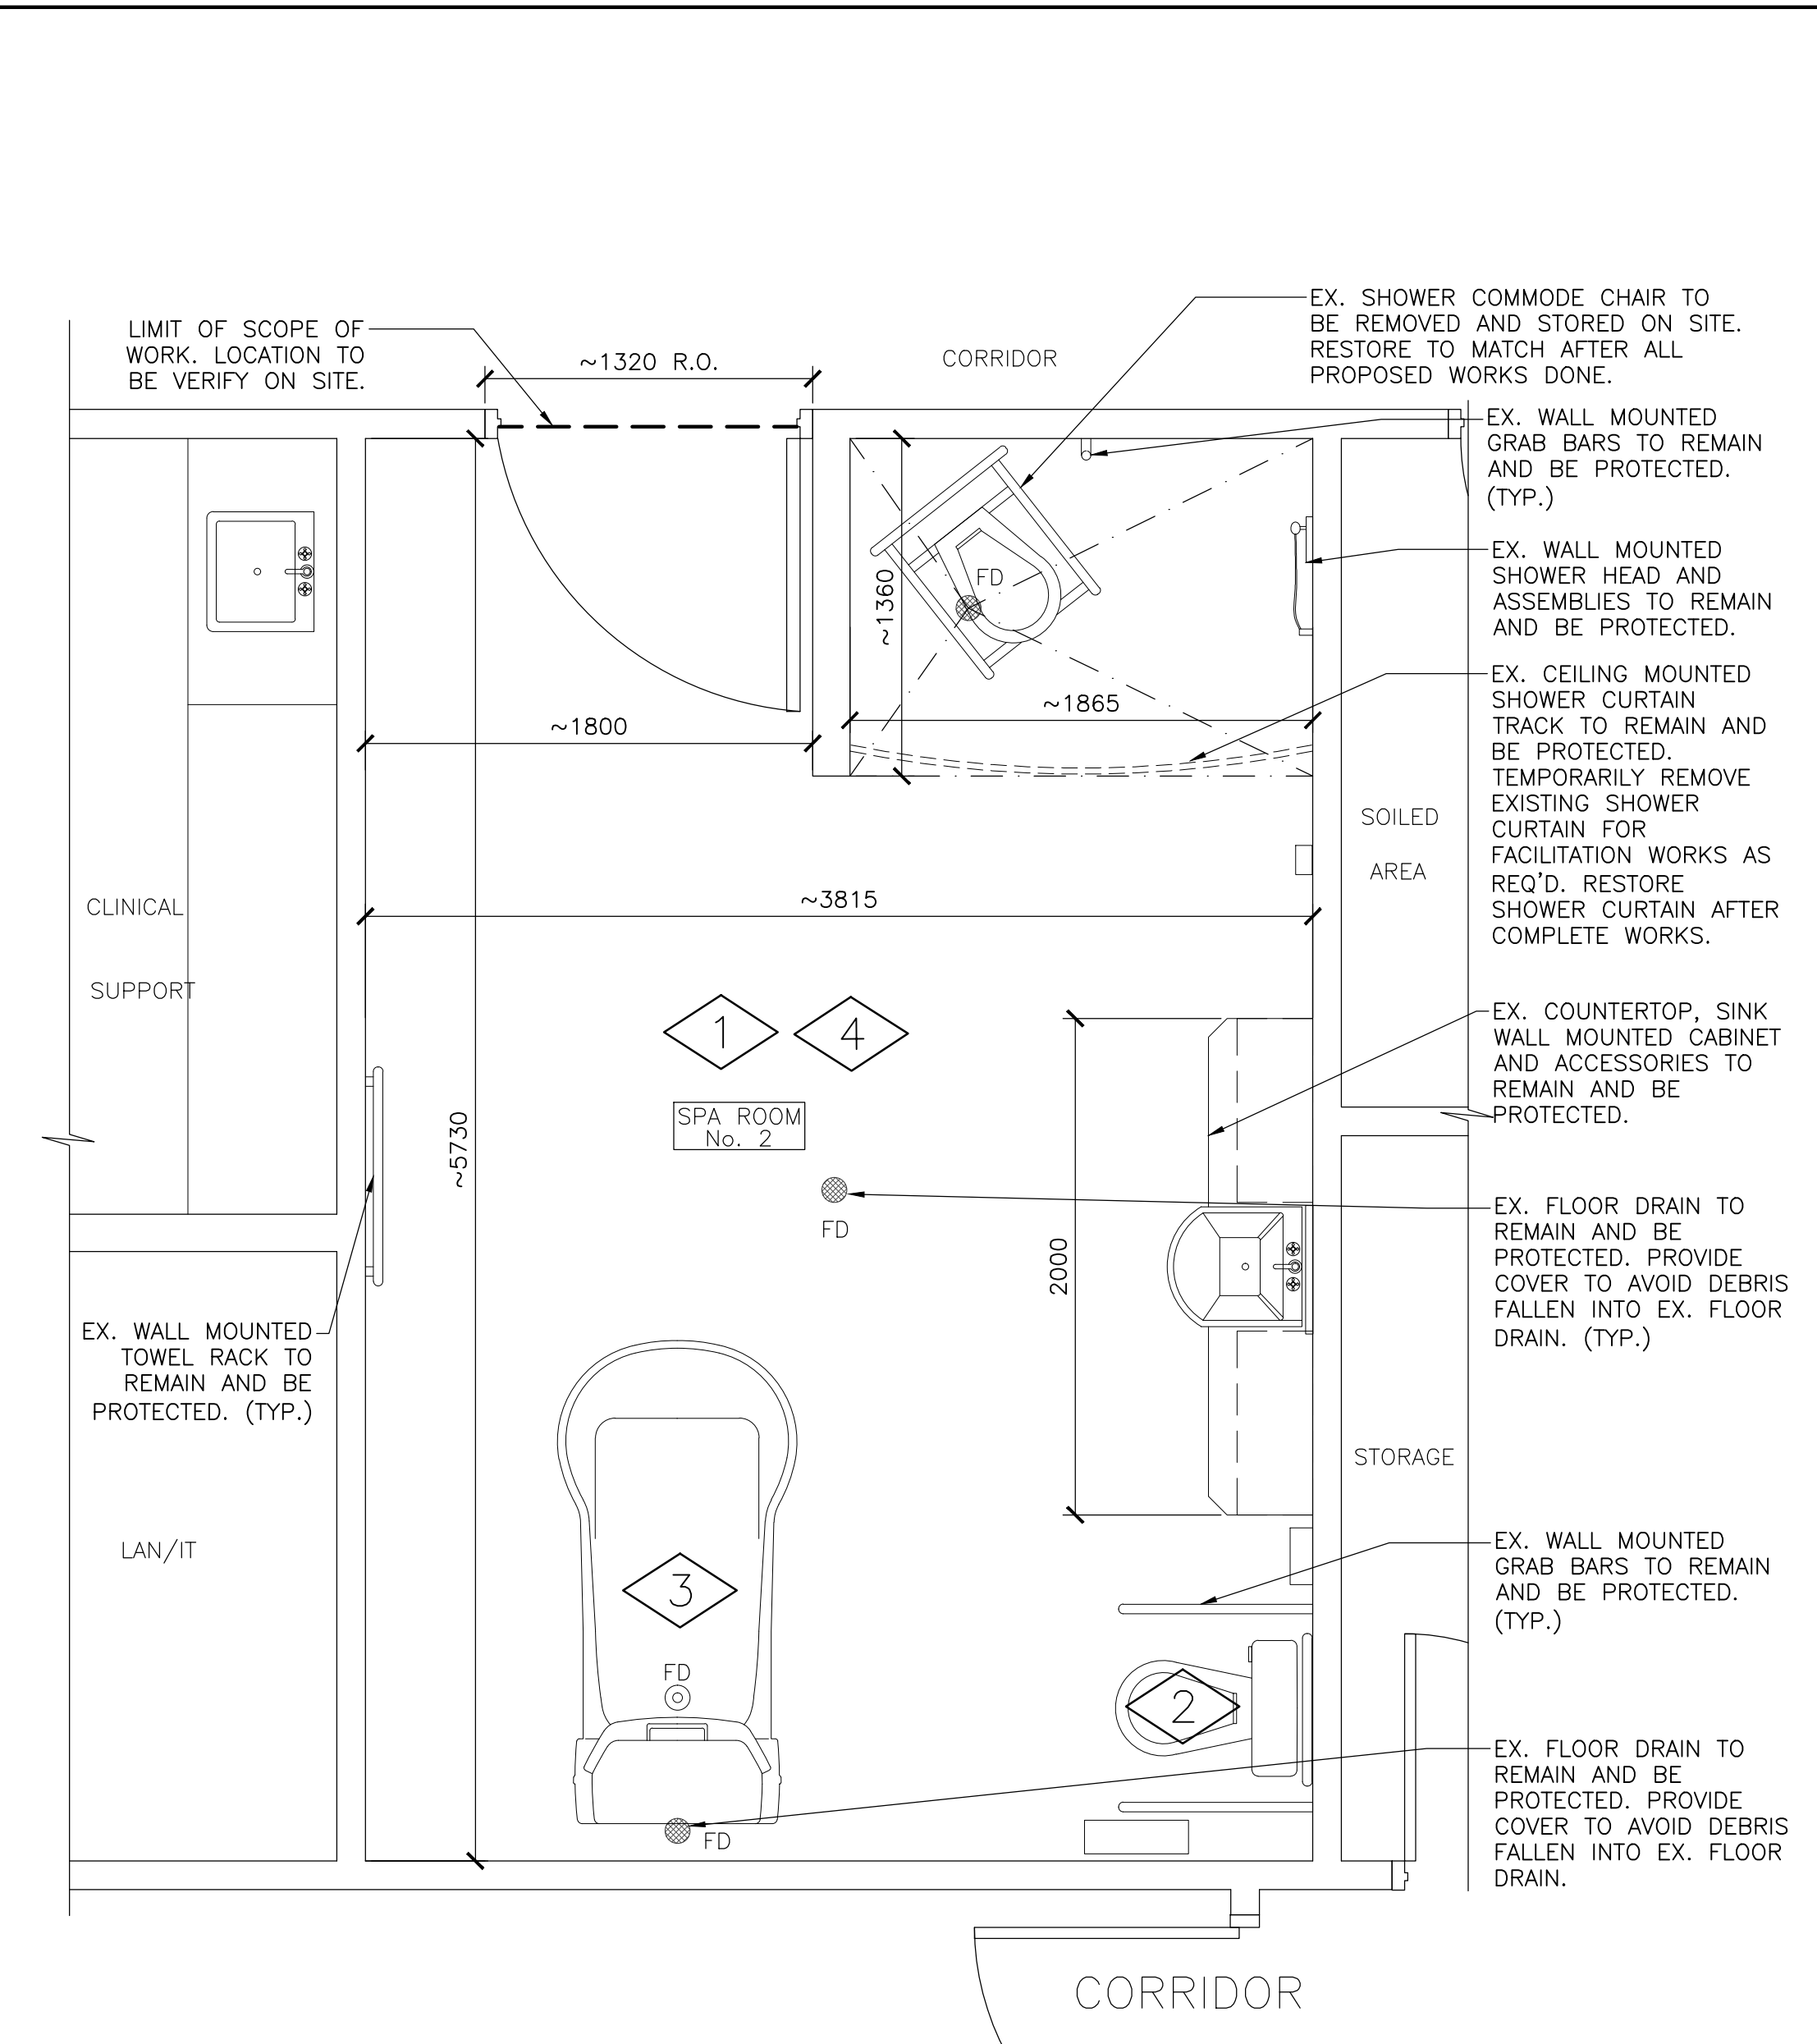 LIMIT OF SCOPE OF
WORK. LOCATION TO
BE VERIFY ON SITE.
~1320 R.O.
CORRIDOR
EX. SHOWER COMMODE CHAIR TO
BE REMOVED AND STORED ON SITE.
RESTORE TO MATCH AFTER ALL
PROPOSED WORKS DONE.
EX. WALL MOUNTED
GRAB BARS TO REMAIN
AND BE PROTECTED.
(TYP.)
EX. WALL MOUNTED
SHOWER HEAD AND
ASSEMBLIES TO REMAIN
AND BE PROTECTED.
FD
~1360
~1865
~1800
EX. CEILING MOUNTED
SHOWER CURTAIN
TRACK TO REMAIN AND
BE PROTECTED.
TEMPORARILY REMOVE
EXISTING SHOWER
CURTAIN FOR
FACILITATION WORKS AS
REQ'D. RESTORE
SHOWER CURTAIN AFTER
COMPLETE WORKS.
SOILED
AREA
CLINICAL
SUPPORT
~3815
1
4
SPA ROOM
No. 2
~5730
2000
FD
EX. COUNTERTOP, SINK
WALL MOUNTED CABINET
AND ACCESSORIES TO
REMAIN AND BE
PROTECTED.
EX. FLOOR DRAIN TO
REMAIN AND BE
PROTECTED. PROVIDE
COVER TO AVOID DEBRIS
FALLEN INTO EX. FLOOR
DRAIN. (TYP.)
EX. WALL MOUNTED
TOWEL RACK TO
REMAIN AND BE
PROTECTED. (TYP.)
STORAGE
LAN/IT
3
FD
2
EX. WALL MOUNTED
GRAB BARS TO REMAIN
AND BE PROTECTED.
(TYP.)
FD
EX. FLOOR DRAIN TO
REMAIN AND BE
PROTECTED. PROVIDE
COVER TO AVOID DEBRIS
FALLEN INTO EX. FLOOR
DRAIN.
CORRIDOR